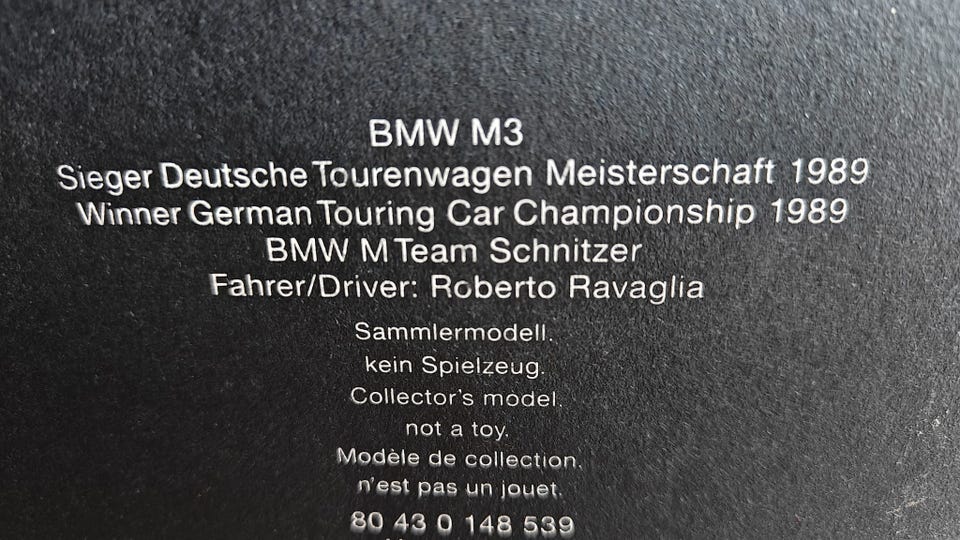 BMW M3
Sieger Deutsche Tourenwagen Meisterschaft 1989
Winner German Touring Car Championship 1989
BMW M Team Schnitzer
Fahrer/Driver: Roberto Ravaglia
Sammlermodell.
kein Spielzeug.
Collector's model.
not a toy.
Modèle de collection.
n'est pas un jouet.
80 43 0 148 539